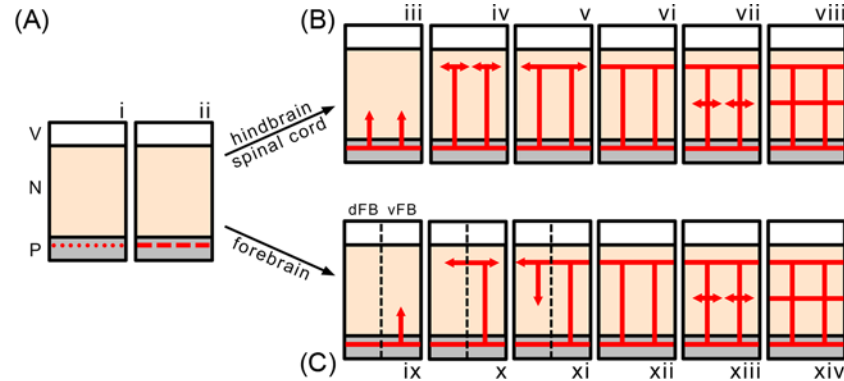 (A)
i ii
V
N
P
hindbrain
spinal cord
forebrain
(B)
iii iv v vi vii viii
dFB vFB
(C)
ix x xi xii xiii xiv